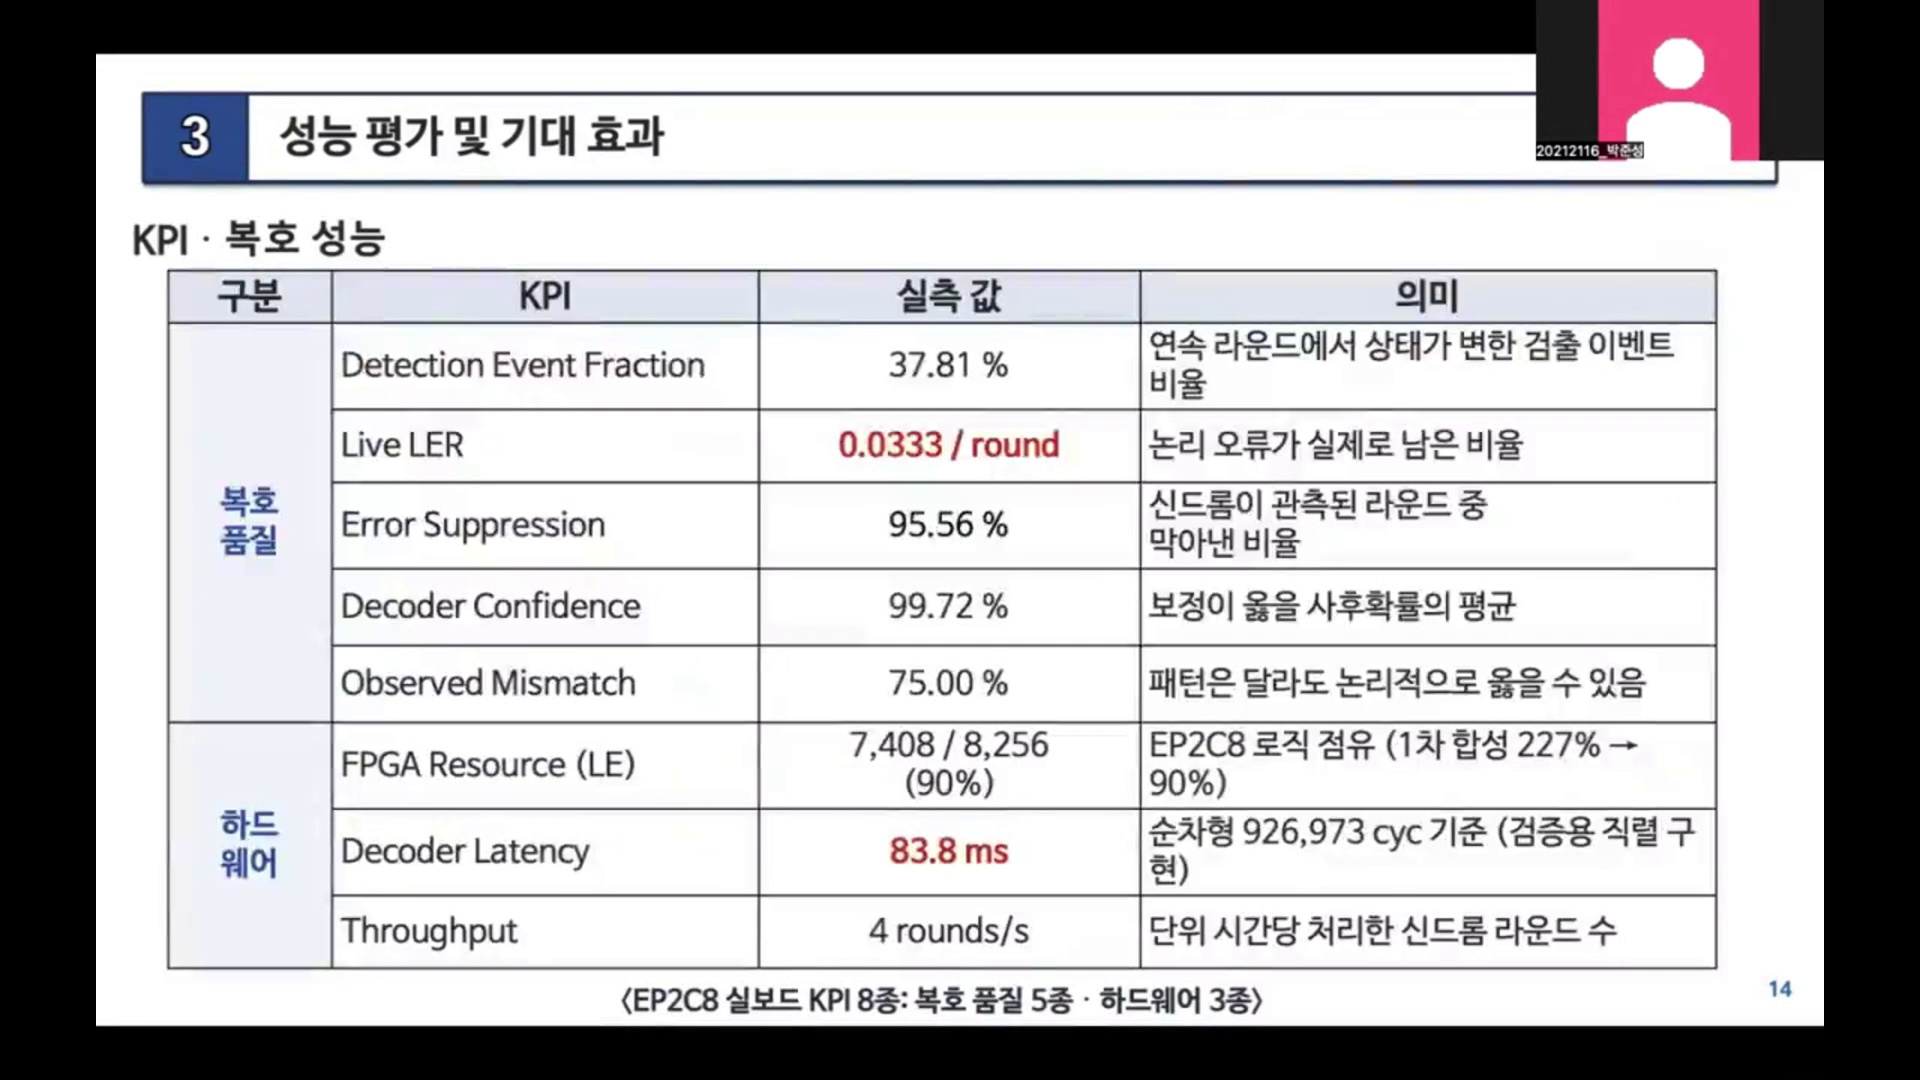 20212116_박준성
3 성능 평가 및 기대 효과
KPI · 복호 성능
구분 KPI 실측 값 의미
복호
품질
Detection Event Fraction 37.81 % 연속 라운드에서 상태가 변한 검출 이벤트
비율
Live LER 0.0333 / round 논리 오류가 실제로 남은 비율
Error Suppression 95.56 % 신드롬이 관측된 라운드 중
막아낸 비율
Decoder Confidence 99.72 % 보정이 옳을 사후확률의 평균
Observed Mismatch 75.00 % 패턴은 달라도 논리적으로 옳을 수 있음
하드
웨어
FPGA Resource (LE) 7,408 / 8,256
(90%)
EP2C8 로직 점유 (1차 합성 227% →
90%)
Decoder Latency 83.8 ms 순차형 926,973 cyc 기준 (검증용 직렬 구
현)
Throughput 4 rounds/s 단위 시간당 처리한 신드롬 라운드 수
〈EP2C8 실보드 KPI 8종: 복호 품질 5종 · 하드웨어 3종〉
14